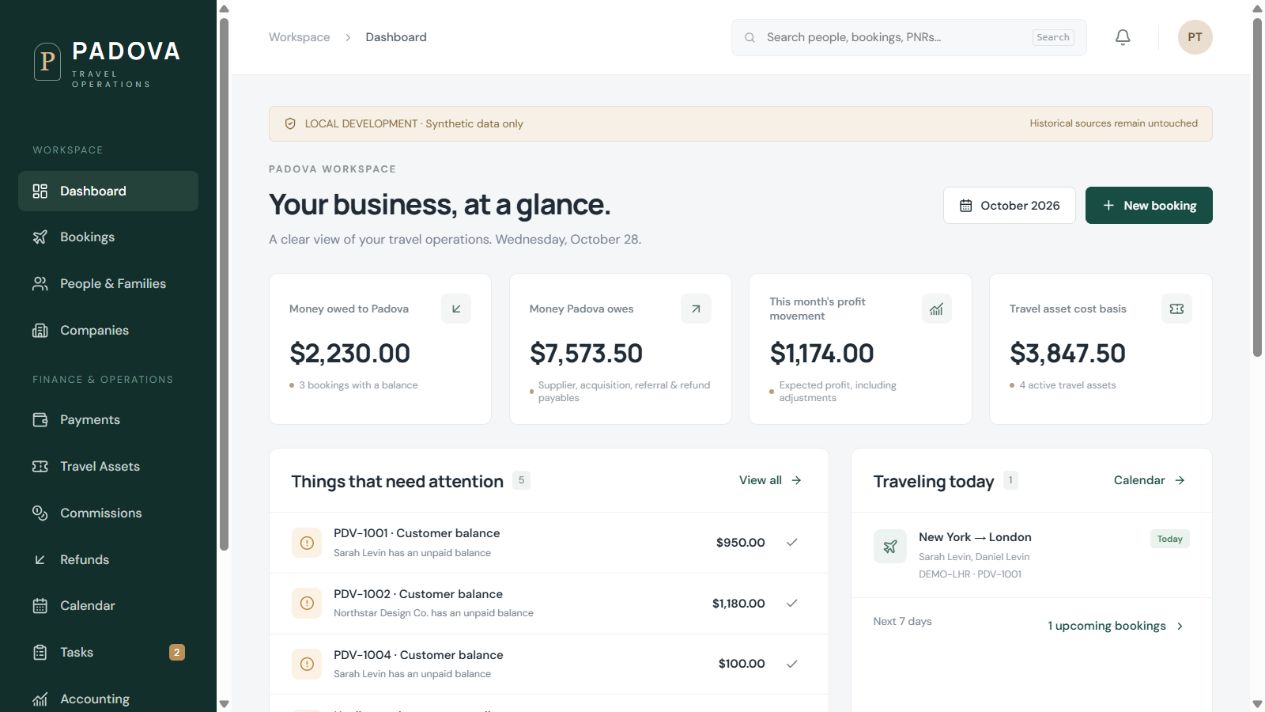 P PADOVA
TRAVEL
OPERATIONS
WORKSPACE
Dashboard
Bookings
People & Families
Companies
FINANCE & OPERATIONS
Payments
Travel Assets
Commissions
Refunds
Calendar
Tasks 2
Accounting
Workspace > Dashboard
Search people, bookings, PNRs... Search
PT
LOCAL DEVELOPMENT · Synthetic data only
Historical sources remain untouched
PADOVA WORKSPACE
Your business, at a glance.
A clear view of your travel operations. Wednesday, October 28.
October 2026
+ New booking
Money owed to Padova
$2,230.00
3 bookings with a balance
Money Padova owes
$7,573.50
Supplier, acquisition, referral & refund
payables
This month's profit
movement
$1,174.00
Expected profit, including
adjustments
Travel asset cost basis
$3,847.50
4 active travel assets
Things that need attention 5
View all →
PDV-1001 · Customer balance
Sarah Levin has an unpaid balance
$950.00
PDV-1002 · Customer balance
Northstar Design Co. has an unpaid balance
$1,180.00
PDV-1004 · Customer balance
Sarah Levin has an unpaid balance
$100.00
Traveling today 1
Calendar →
New York → London
Today
Sarah Levin, Daniel Levin
DEMO-LHR · PDV-1001
Next 7 days
1 upcoming bookings >